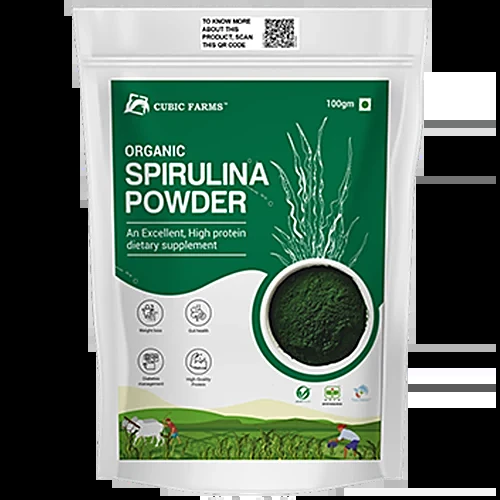 TO KNOW MORE
ABOUT THIS
PRODUCT, SCAN
THIS QR CODE
CUBIC FARMS™
100gm
ORGANIC
SPIRULINA
POWDER
An Excellent, High protein
dietary supplement
Weight loss
Gut health
Diabetes
management
High-Quality
Protein